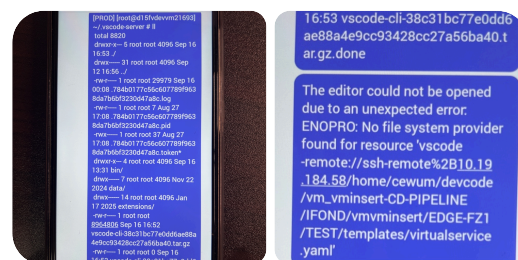 [PROD] [root@d15fvdevvm21693]
~/.vscode-server # ll
total 8820
drwxr-x--- 5 root root 4096 Sep 16
16:53 ./
drwx------ 31 root root 4096 Sep
12 16:56 ../
-rw-r----- 1 root root 29979 Sep 16
00:08 .784b0177c56c607789f963
8da7b6bf3230d47a8c.log
-rw-r----- 1 root root 7 Aug 27
17:08 .784b0177c56c607789f963
8da7b6bf3230d47a8c.pid
-rwx------ 1 root root 37 Aug 27
17:08 .784b0177c56c607789f963
8da7b6bf3230d47a8c.token*
drwxr-x--- 4 root root 4096 Sep 16
13:31 bin/
drwx------ 7 root root 4096 Nov 22
2024 data/
drwxr-x--- 14 root root 4096 Jan
17 2025 extensions/
-rw-r----- 1 root root
8964806 Sep 16 16:52
vscode-cli-38c31bc77e0dd6ae88a
4e9cc93428cc27a56ba40.tar.gz
-rw-r----- 1 root root 0 Sep 16
16:53 vscode-cli-38c31bc77e0dd6
ae88a4e9cc93428cc27a56ba40.t
ar.gz.done
The editor could not be opened
due to an unexpected error:
ENOPRO: No file system provider
found for resource 'vscode
-remote://ssh-remote%2B10.19
.184.58/home/cewum/devcode
/vm_vminsert-CD-PIPELINE
/IFOND/vmvminsert/EDGE-FZ1
/TEST/templates/virtualservice
.yaml'